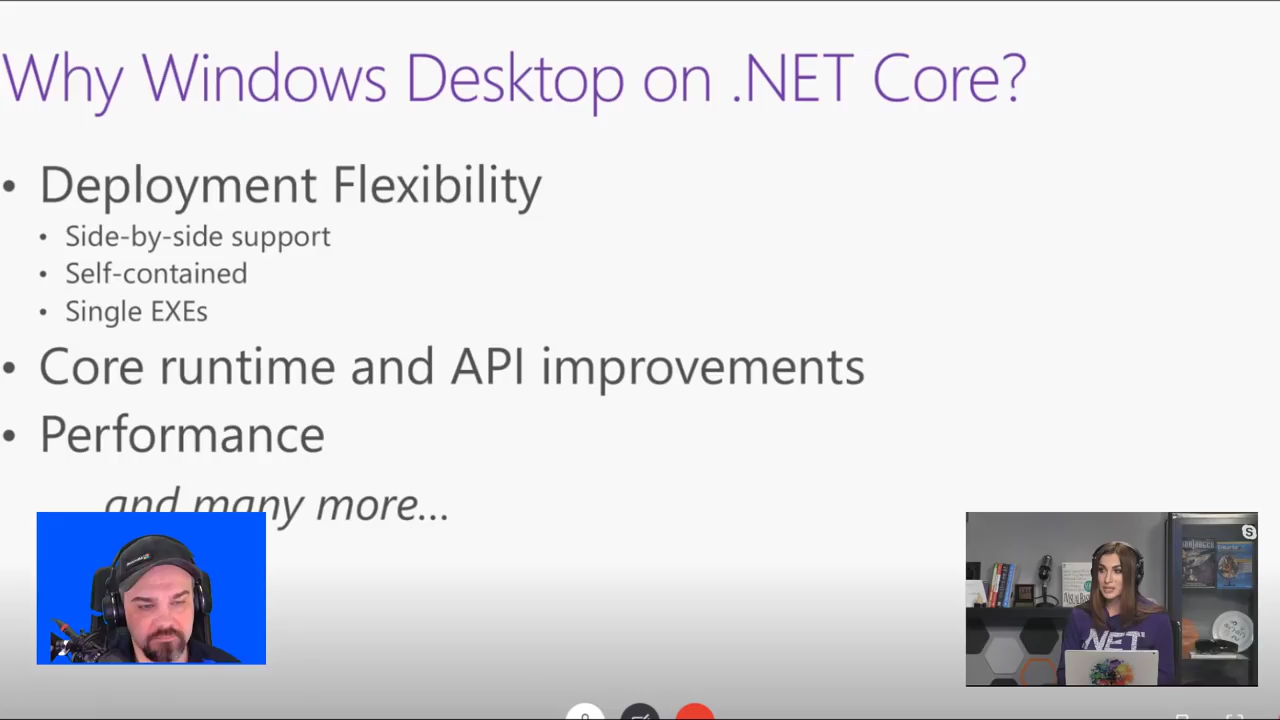 Why Windows Desktop on .NET Core?
• Deployment Flexibility
• Side-by-side support
• Self-contained
• Single EXEs
• Core runtime and API improvements
• Performance
and many more...
.NET